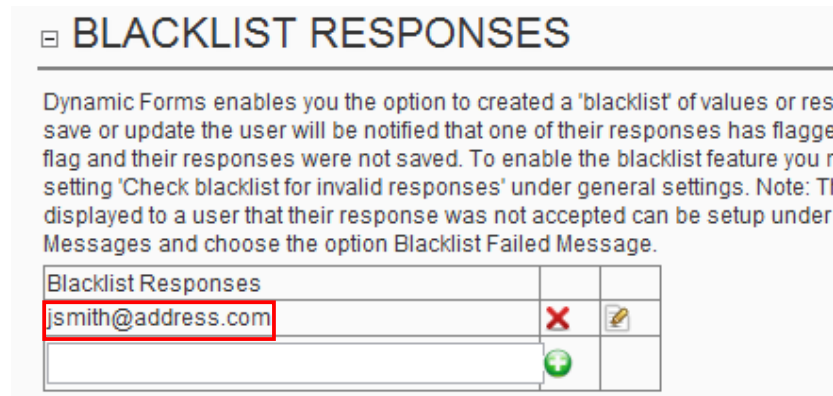 BLACKLIST RESPONSES
Dynamic Forms enables you the option to created a 'blacklist' of values or res
save or update the user will be notified that one of their responses has flagge
flag and their responses were not saved. To enable the blacklist feature you
setting 'Check blacklist for invalid responses' under general settings. Note:
displayed to a user that their response was not accepted can be setup under
Messages and choose the option Blacklist Failed Message.
Blacklist Responses
jsmith@address.com